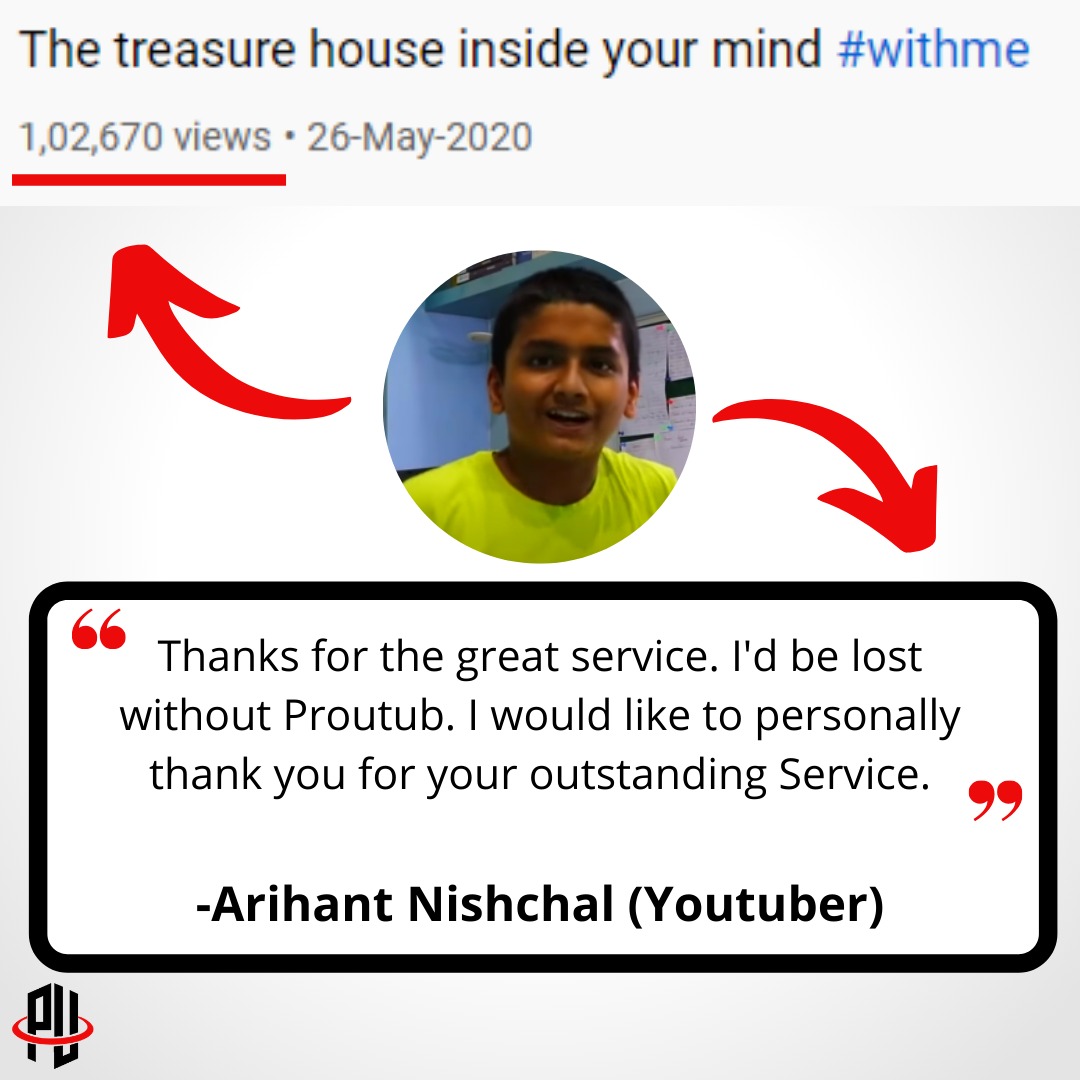 The treasure house inside your mind #withme
1,02,670 views • 26-May-2020
“ Thanks for the great service. I'd be lost
without Proutub. I would like to personally
thank you for your outstanding Service. ”
-Arihant Nishchal (Youtuber)
PU